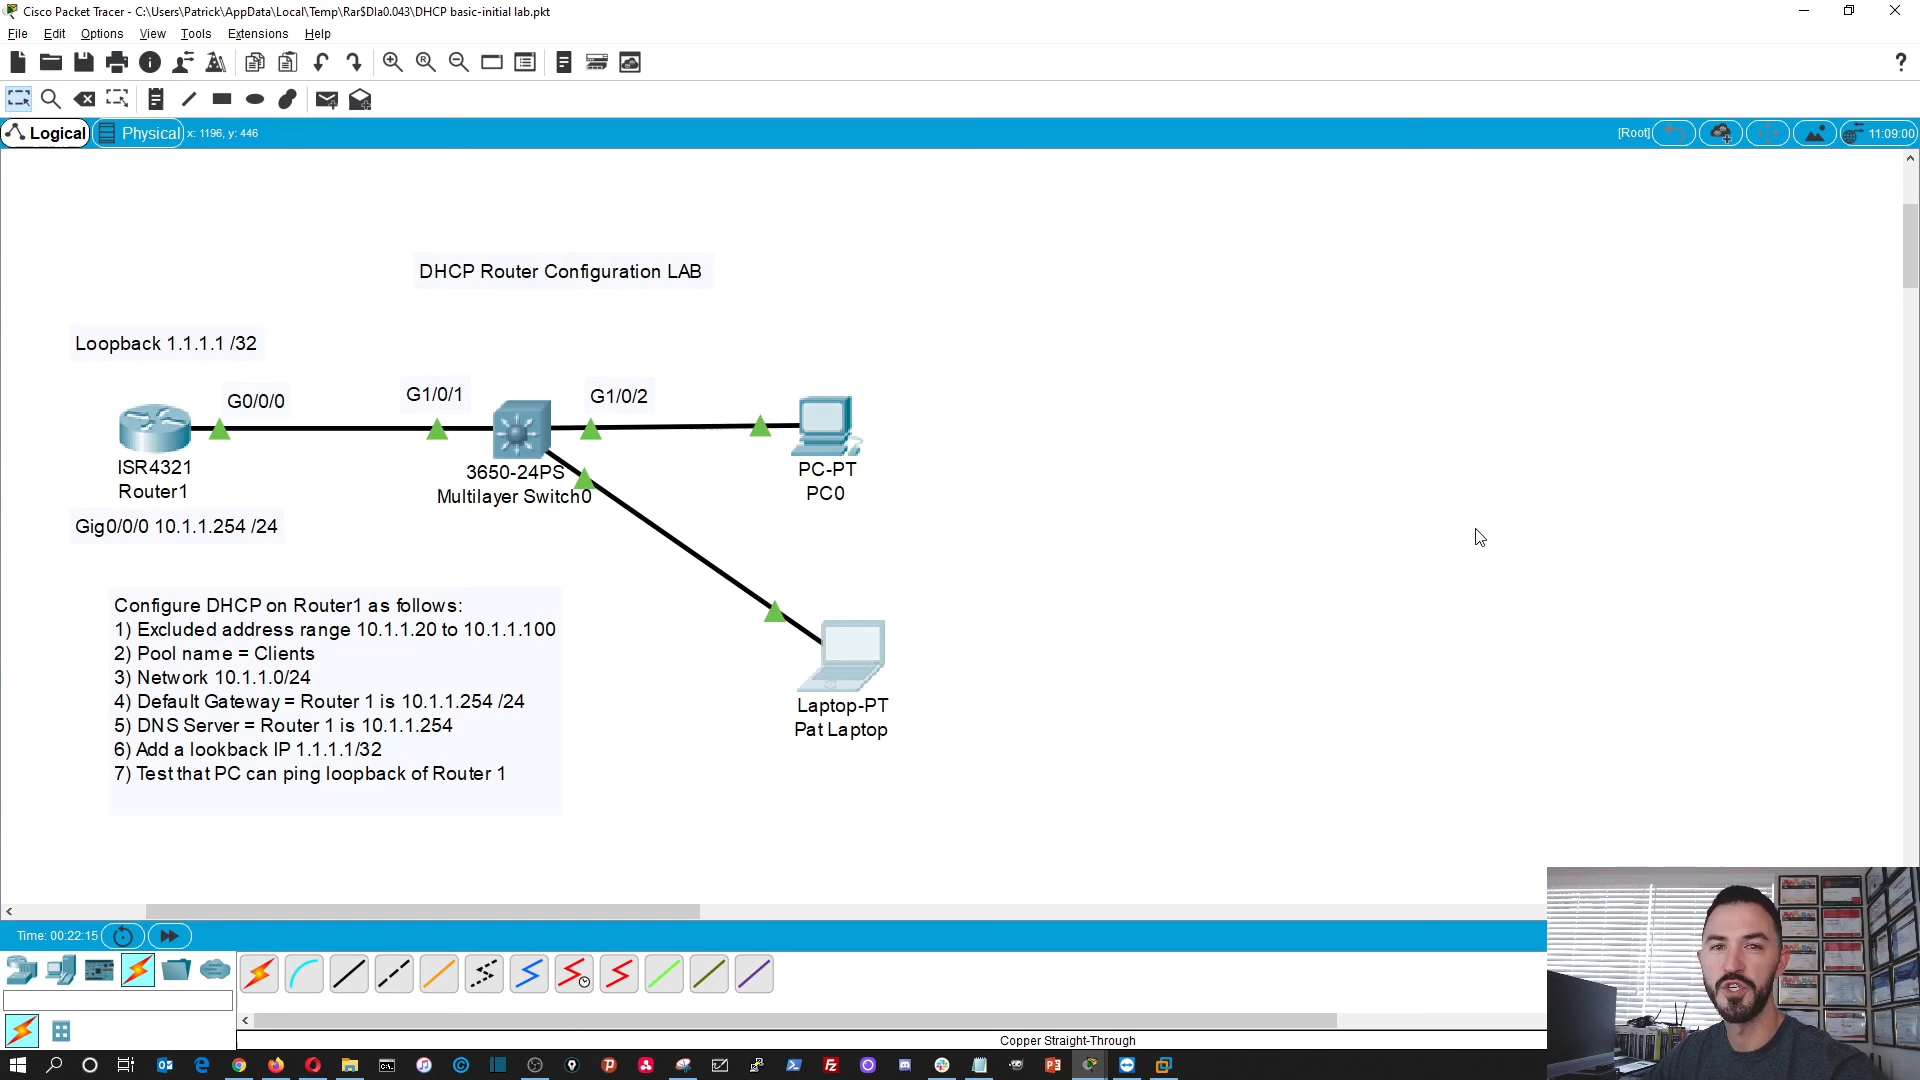 Cisco Packet Tracer - C:\Users\Patrick\AppData\Local\Temp\Rar$DIa0.043\DHCP basic-initial lab.pkt
File Edit Options View Tools Extensions Help
?
Logical Physical x: 1196, y: 446 [Root] 11:09:00
DHCP Router Configuration LAB
Loopback 1.1.1.1 /32
G0/0/0
G1/0/1
G1/0/2
ISR4321
Router1
3650-24PS
Multilayer Switch0
PC-PT
PC0
Gig0/0/0 10.1.1.254 /24
Configure DHCP on Router1 as follows:
1) Excluded address range 10.1.1.20 to 10.1.1.100
2) Pool name = Clients
3) Network 10.1.1.0/24
4) Default Gateway = Router 1 is 10.1.1.254 /24
5) DNS Server = Router 1 is 10.1.1.254
6) Add a lookback IP 1.1.1.1/32
7) Test that PC can ping loopback of Router 1
Laptop-PT
Pat Laptop
Time: 00:22:15
Copper Straight-Through